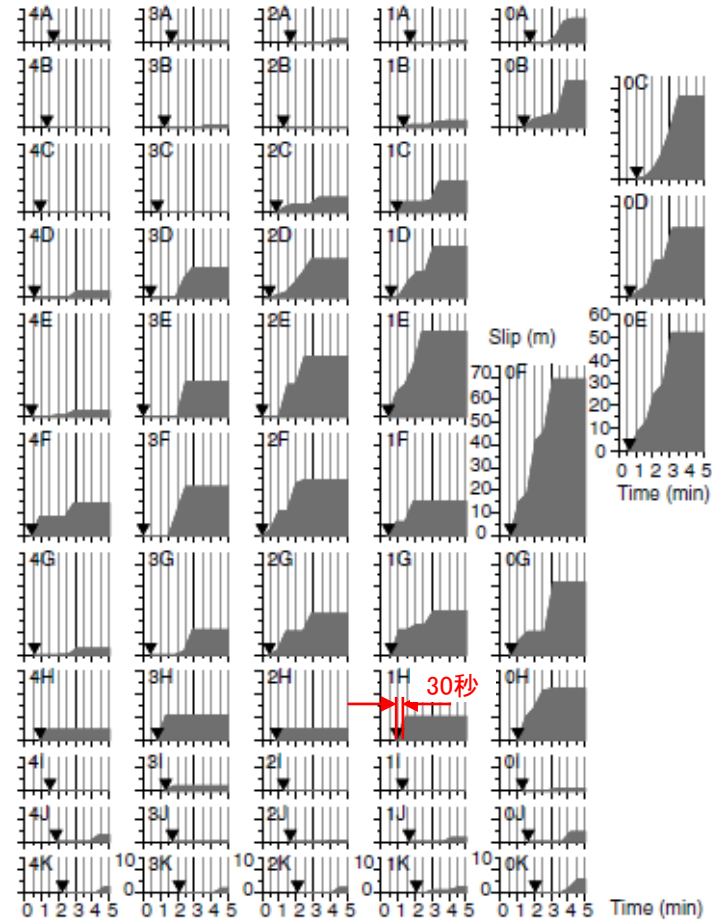 4A 3A 2A 1A 0A
4B 3B 2B 1B 0B
0C
4C 3C 2C 1C
0D
4D 3D 2D 1D
4E 3E 2E 1E
60 0E
50
40
30
20
10
0
0 1 2 3 4 5
Time (min)
Slip (m)
70 0F
60
50
40
30
20
10
0
4F 3F 2F 1F
4G 3G 2G 1G 0G
4H 3H 2H 1H 0H
30秒
4I 3I 2I 1I 0I
4J 3J 2J 1J 0J
4K 10 3K 10 2K 10 1K 10 0K
0 0 0 0
0 1 2 3 4 5 0 1 2 3 4 5 0 1 2 3 4 5 0 1 2 3 4 5 0 1 2 3 4 5 Time (min)